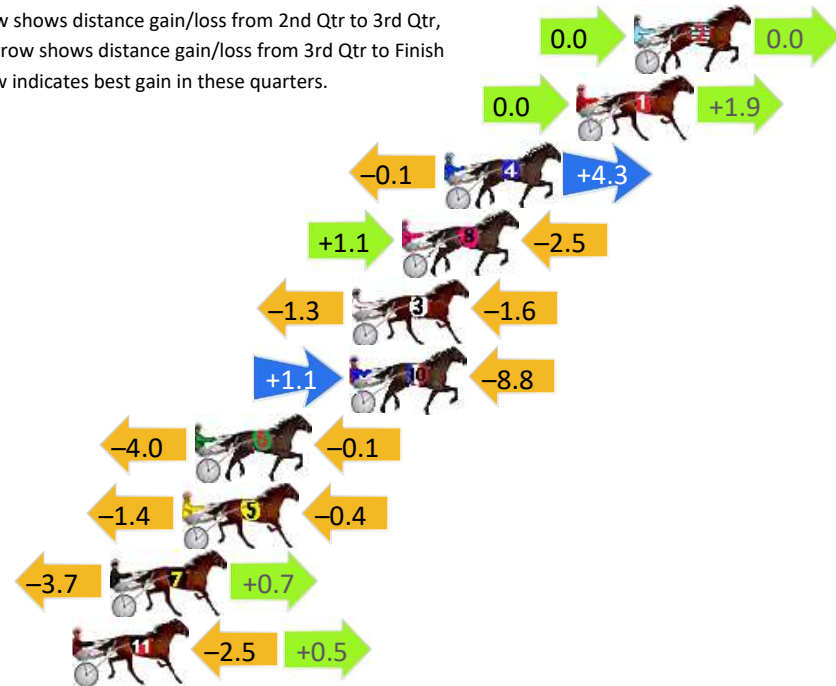 w shows distance gain/loss from 2nd Qtr to 3rd Qtr,
rrow shows distance gain/loss from 3rd Qtr to Finish
w indicates best gain in these quarters.
0.0 0.0
0.0 1 +1.9
–0.1 4 +4.3
+1.1 8 –2.5
–1.3 3 –1.6
+1.1 10 –8.8
–4.0 6 –0.1
–1.4 5 –0.4
–3.7 7 +0.7
11 –2.5 +0.5